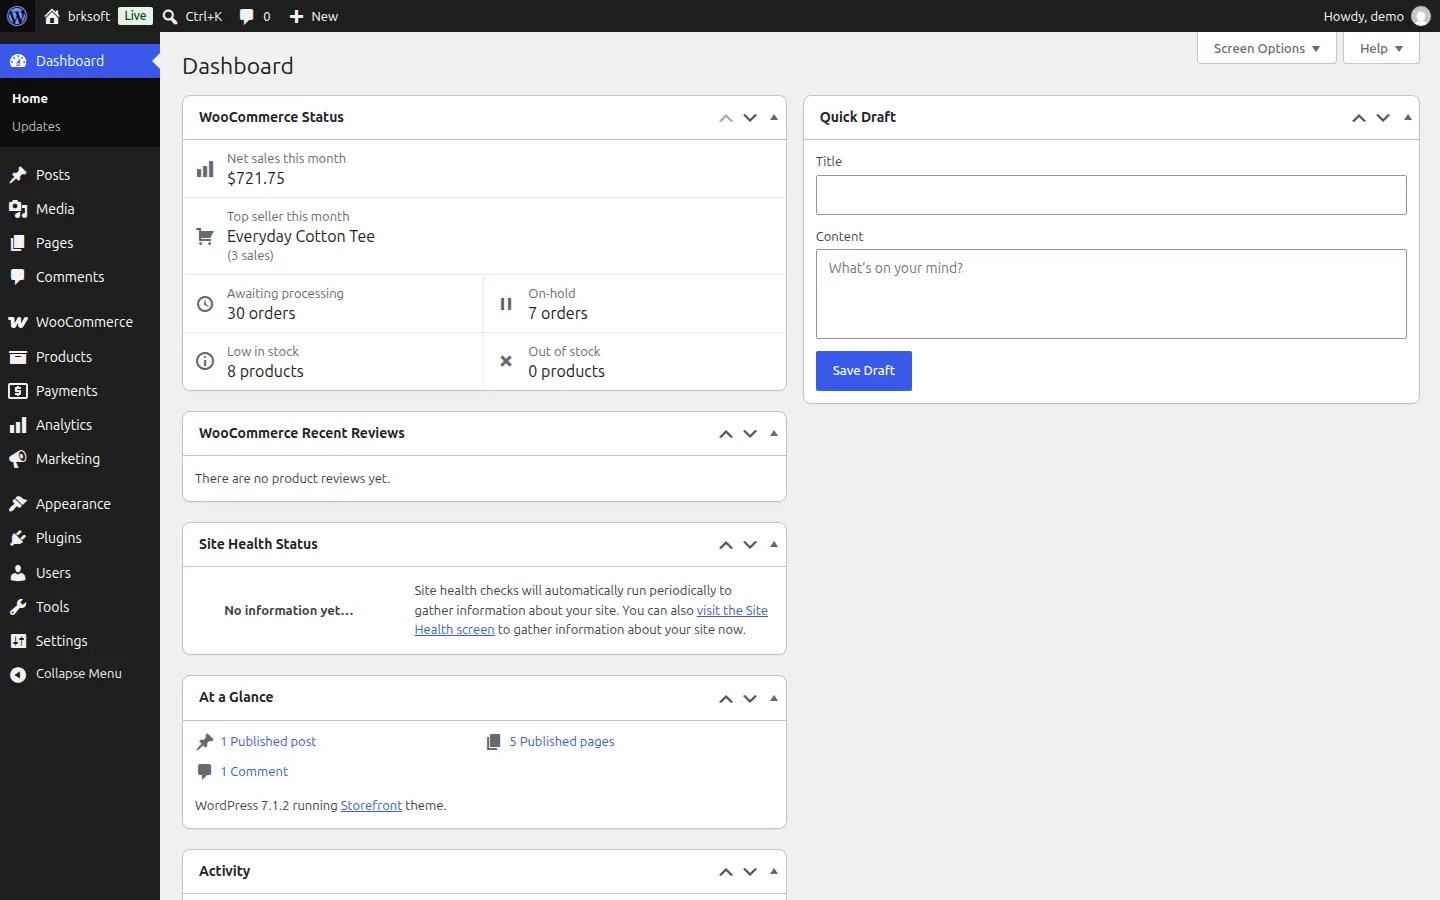 brksoft
Live
Ctrl+K
0
New
Howdy, demo
Dashboard
Home
Updates
Posts
Media
Pages
Comments
WooCommerce
Products
Payments
Analytics
Marketing
Appearance
Plugins
Users
Tools
Settings
Collapse Menu
Screen Options
Help
Dashboard
WooCommerce Status
Net sales this month
$721.75
Top seller this month
Everyday Cotton Tee
(3 sales)
Awaiting processing
30 orders
On-hold
7 orders
Low in stock
8 products
Out of stock
0 products
WooCommerce Recent Reviews
There are no product reviews yet.
Site Health Status
No information yet…
Site health checks will automatically run periodically to
gather information about your site. You can also visit the Site
Health screen to gather information about your site now.
At a Glance
1 Published post
5 Published pages
1 Comment
WordPress 7.1.2 running Storefront theme.
Activity
Quick Draft
Title
Content
What's on your mind?
Save Draft